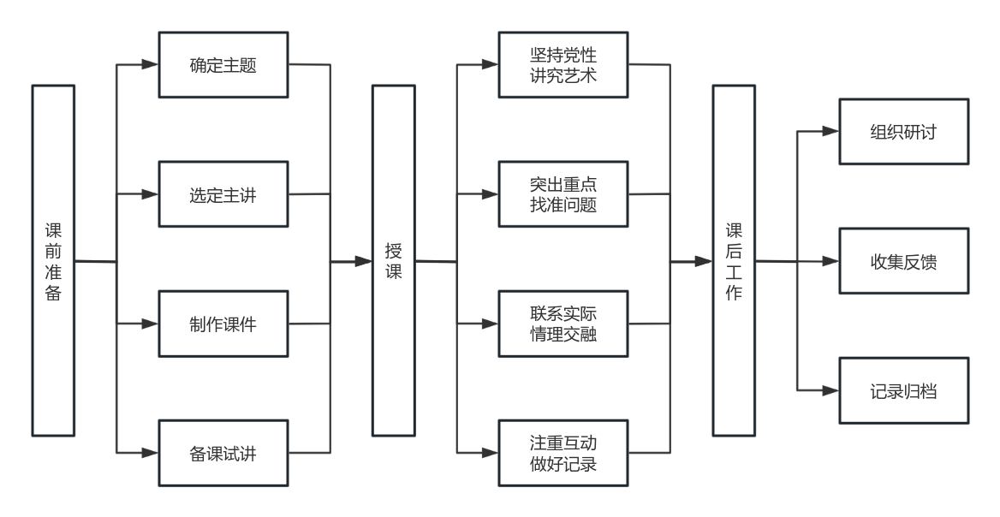 课前准备
确定主题
选定主讲
制作课件
备课试讲
授课
坚持党性
讲究艺术
突出重点
找准问题
联系实际
情理交融
注重互动
做好记录
课后工作
组织研讨
收集反馈
记录归档